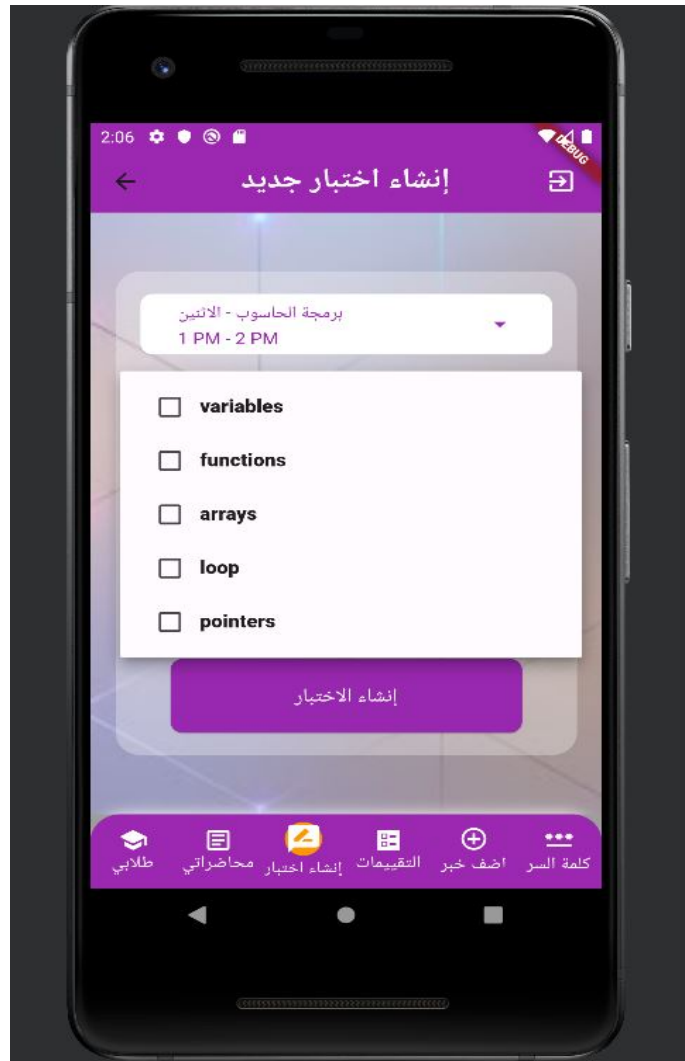 2:06
DEBUG
إنشاء اختبار جديد
برمجة الحاسوب - الاثنين
1 PM - 2 PM
variables
functions
arrays
loop
pointers
إنشاء الاختبار
كلمة السر
اضف خبر
التقييمات
إنشاء اختبار
محاضراتي
طلابي